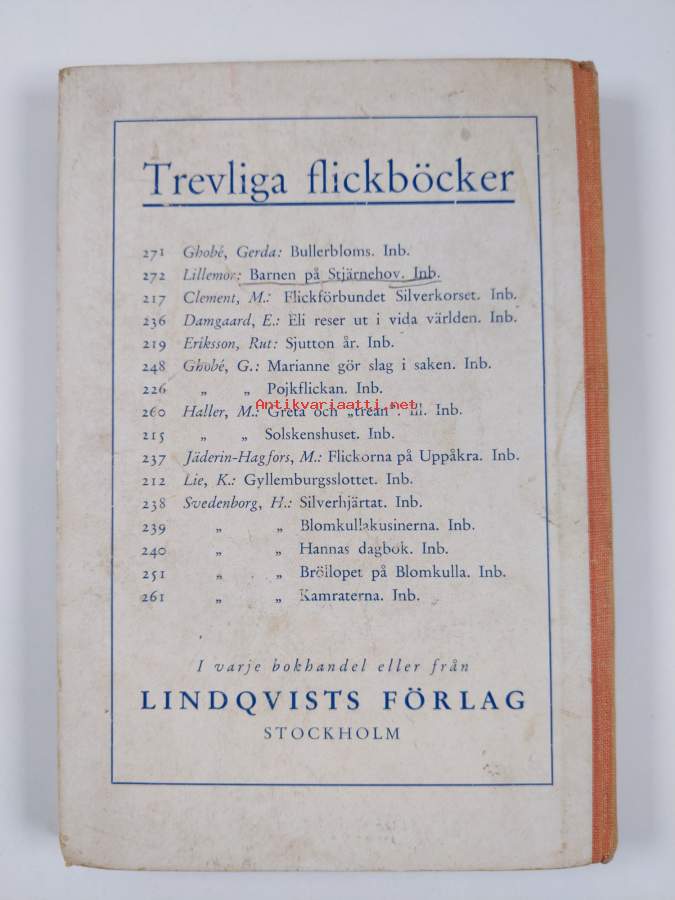 Trevliga flickböcker
271 Ghobé, Gerda: Bullerbloms. Inb.
272 Lillemor: Barnen på Stjärnehov. Inb.
217 Clement, M.: Flickförbundet Silverkorset. Inb.
236 Damgaard, E.: Eli reser ut i vida världen. Inb.
219 Eriksson, Rut: Sjutton år. Inb.
248 Ghobé, G.: Marianne gör slag i saken. Inb.
226 „ „ Pojkflickan. Inb.
Antikvariaatti.net
260 Haller, M.: Greta och „trean". Ill. Inb.
215 „ „ Solskenshuset. Inb.
237 Jäderin-Hagfors, M.: Flickorna på Uppåkra. Inb.
212 Lie, K.: Gyllemburgsslottet. Inb.
238 Svedenborg, H.: Silverhjärtat. Inb.
239 „ „ Blomkullakusinerna. Inb.
240 „ „ Hannas dagbok. Inb.
251 „ „ Bröllopet på Blomkulla. Inb.
261 „ „ Kamraterna. Inb.
I varje bokhandel eller från
LINDQVISTS FÖRLAG
STOCKHOLM